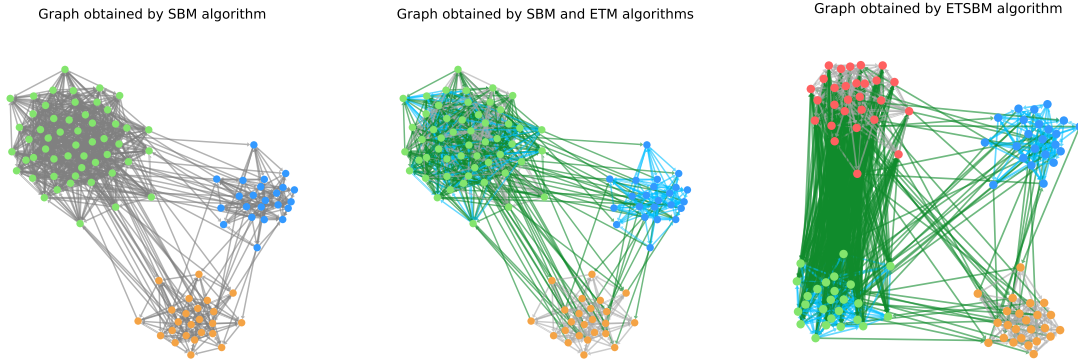 Graph obtained by SBM algorithm
Graph obtained by SBM and ETM algorithms
Graph obtained by ETSBM algorithm